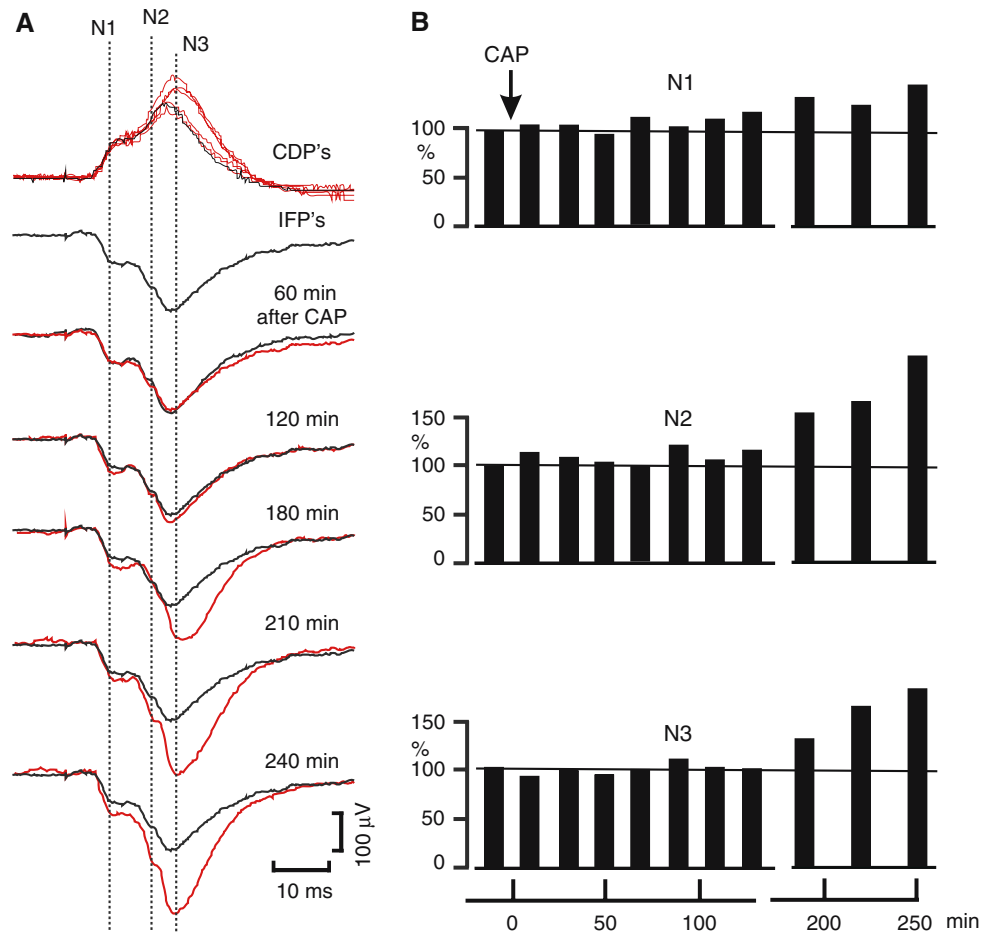 A
N1
N2
N3
CDP's
IFP's
60 min
after CAP
120 min
180 min
210 min
240 min
100 µV
10 ms
B
CAP
N1
100
%
50
0
N2
150
%
100
50
0
N3
150
%
100
50
0
0 50 100 200 250 min